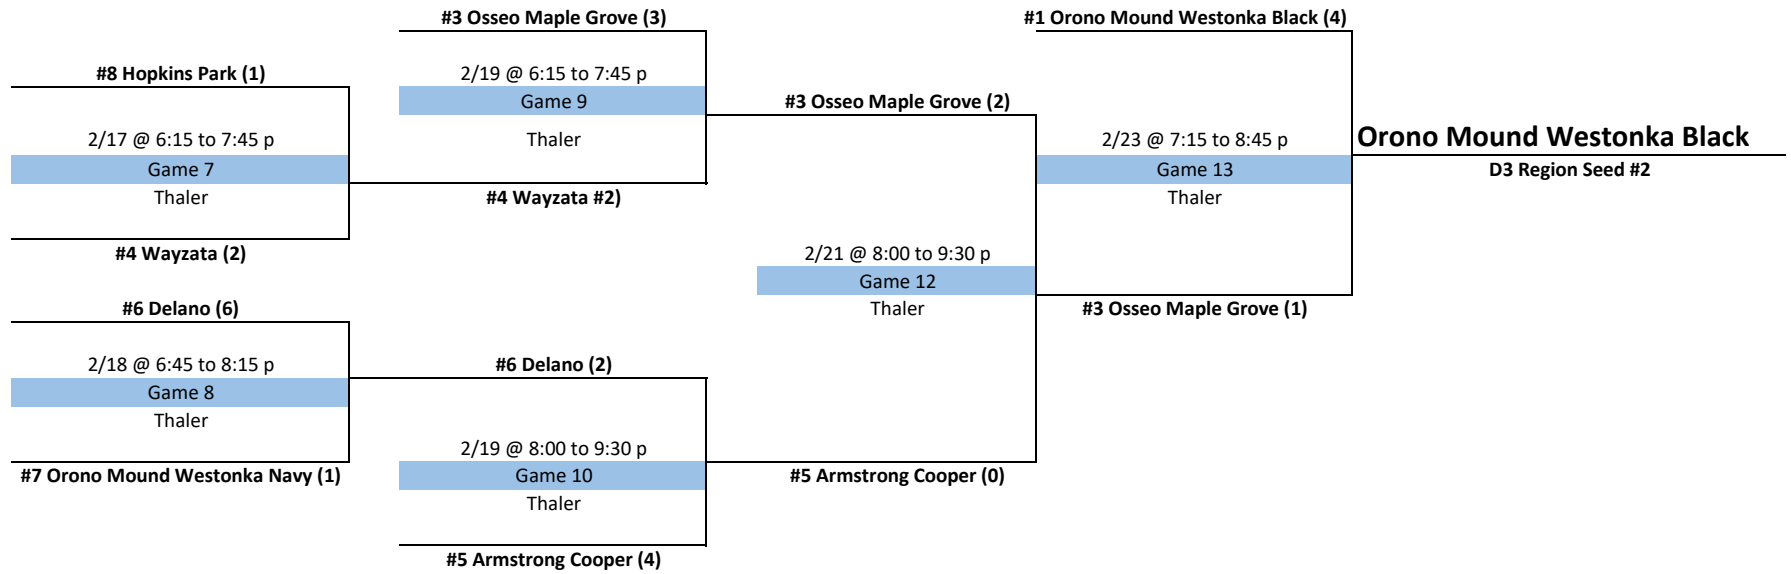 #3 Osseo Maple Grove (3)
#1 Orono Mound Westonka Black (4)
#8 Hopkins Park (1)
2/19 @ 6:15 to 7:45 p
Game 9
#3 Osseo Maple Grove (2)
2/17 @ 6:15 to 7:45 p
Thaler
2/23 @ 7:15 to 8:45 p
Orono Mound Westonka Black
Game 7
Game 13
D3 Region Seed #2
Thaler
#4 Wayzata #2)
Thaler
#4 Wayzata (2)
2/21 @ 8:00 to 9:30 p
Game 12
#6 Delano (6)
Thaler
#3 Osseo Maple Grove (1)
2/18 @ 6:45 to 8:15 p
#6 Delano (2)
Game 8
Thaler
2/19 @ 8:00 to 9:30 p
#7 Orono Mound Westonka Navy (1)
Game 10
#5 Armstrong Cooper (0)
Thaler
#5 Armstrong Cooper (4)